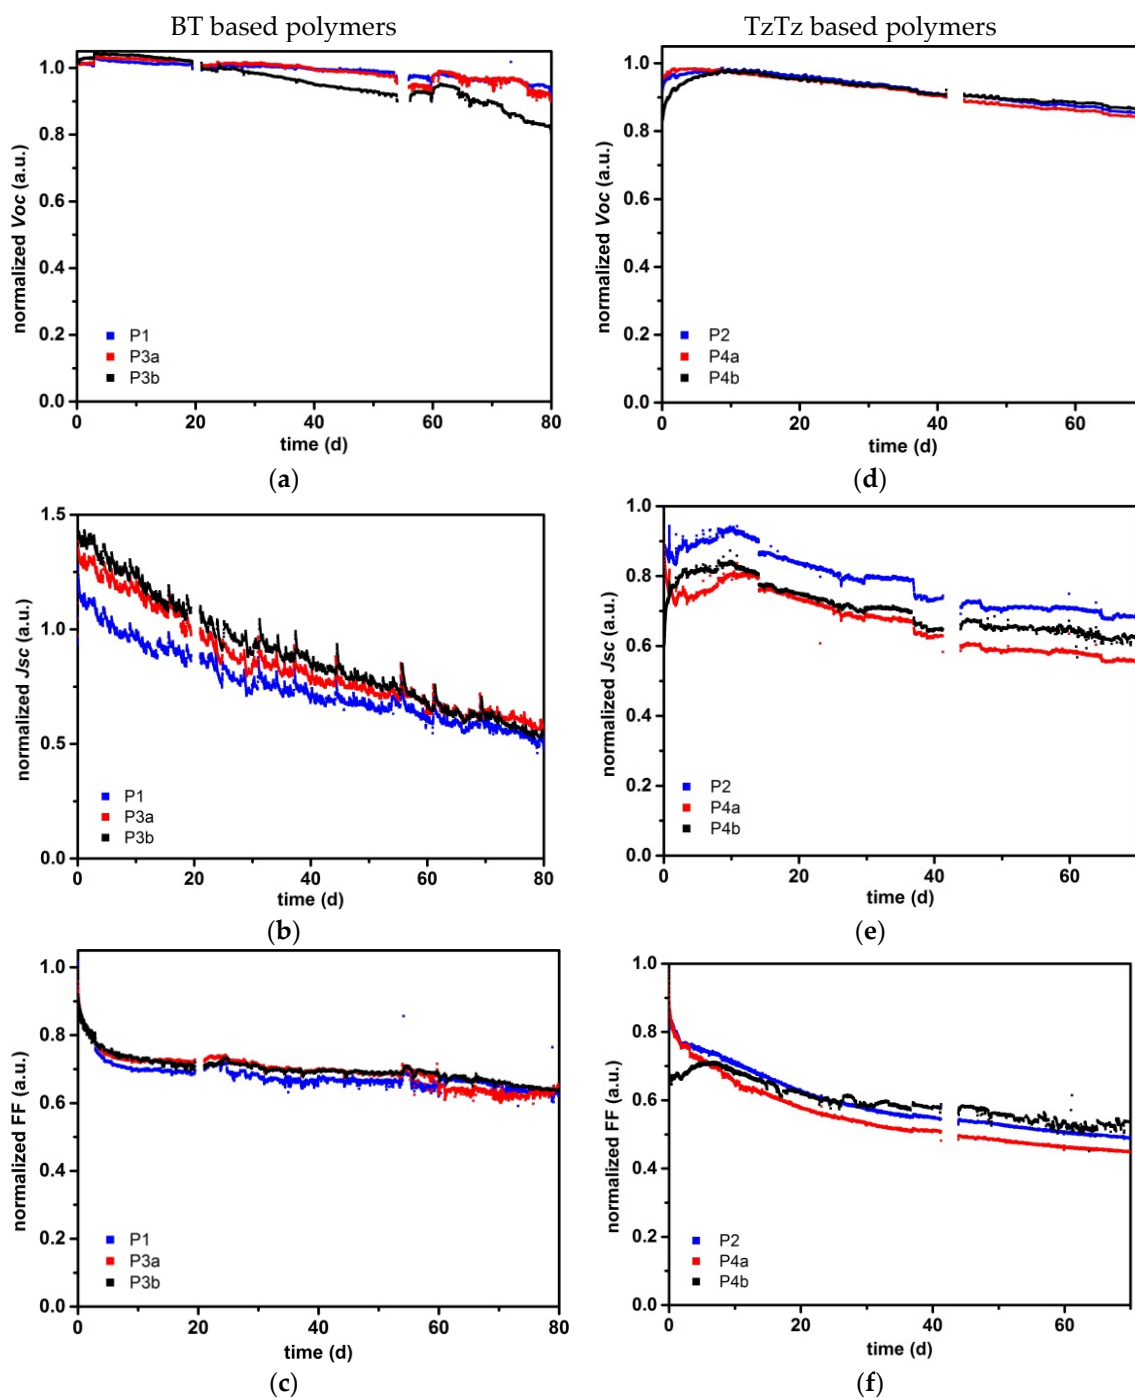 BT based polymers
TzTz based polymers
normalized Voc (a.u.)
1.0
0.8
0.6
0.4
0.2
0.0
P1
P3a
P3b
0 20 40 60 80
time (d)
(a)
normalized Voc (a.u.)
1.0
0.8
0.6
0.4
0.2
0.0
P2
P4a
P4b
0 20 40 60
time (d)
(d)
normalized Jsc (a.u.)
1.5
1.0
0.5
0.0
P1
P3a
P3b
0 20 40 60 80
time (d)
(b)
normalized Jsc (a.u.)
1.0
0.8
0.6
0.4
0.2
0.0
P2
P4a
P4b
0 20 40 60
time (d)
(e)
normalized FF (a.u.)
1.0
0.8
0.6
0.4
0.2
0.0
P1
P3a
P3b
0 20 40 60 80
time (d)
(c)
normalized FF (a.u.)
1.0
0.8
0.6
0.4
0.2
0.0
P2
P4a
P4b
0 20 40 60
time (d)
(f)